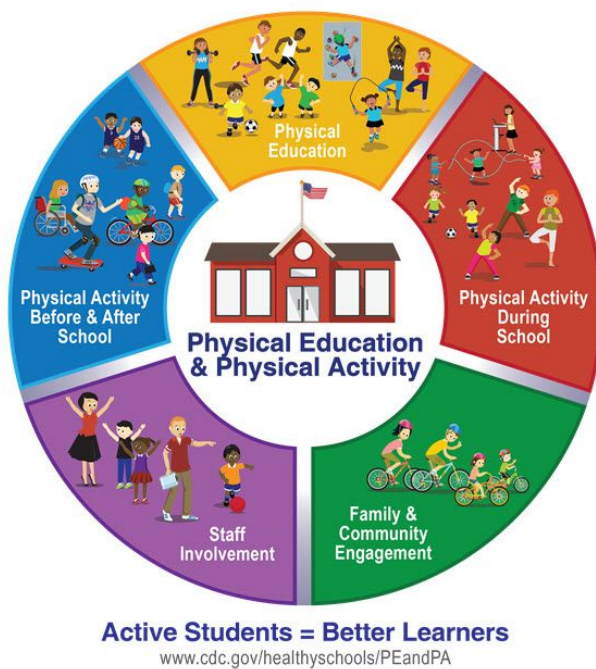 Physical
Education
Physical Activity
Before & After
School
Physical Activity
During
School
Physical Education
& Physical Activity
Staff
Involvement
Family &
Community
Engagement
Active Students = Better Learners
www.cdc.gov/healthyschools/PEandPA